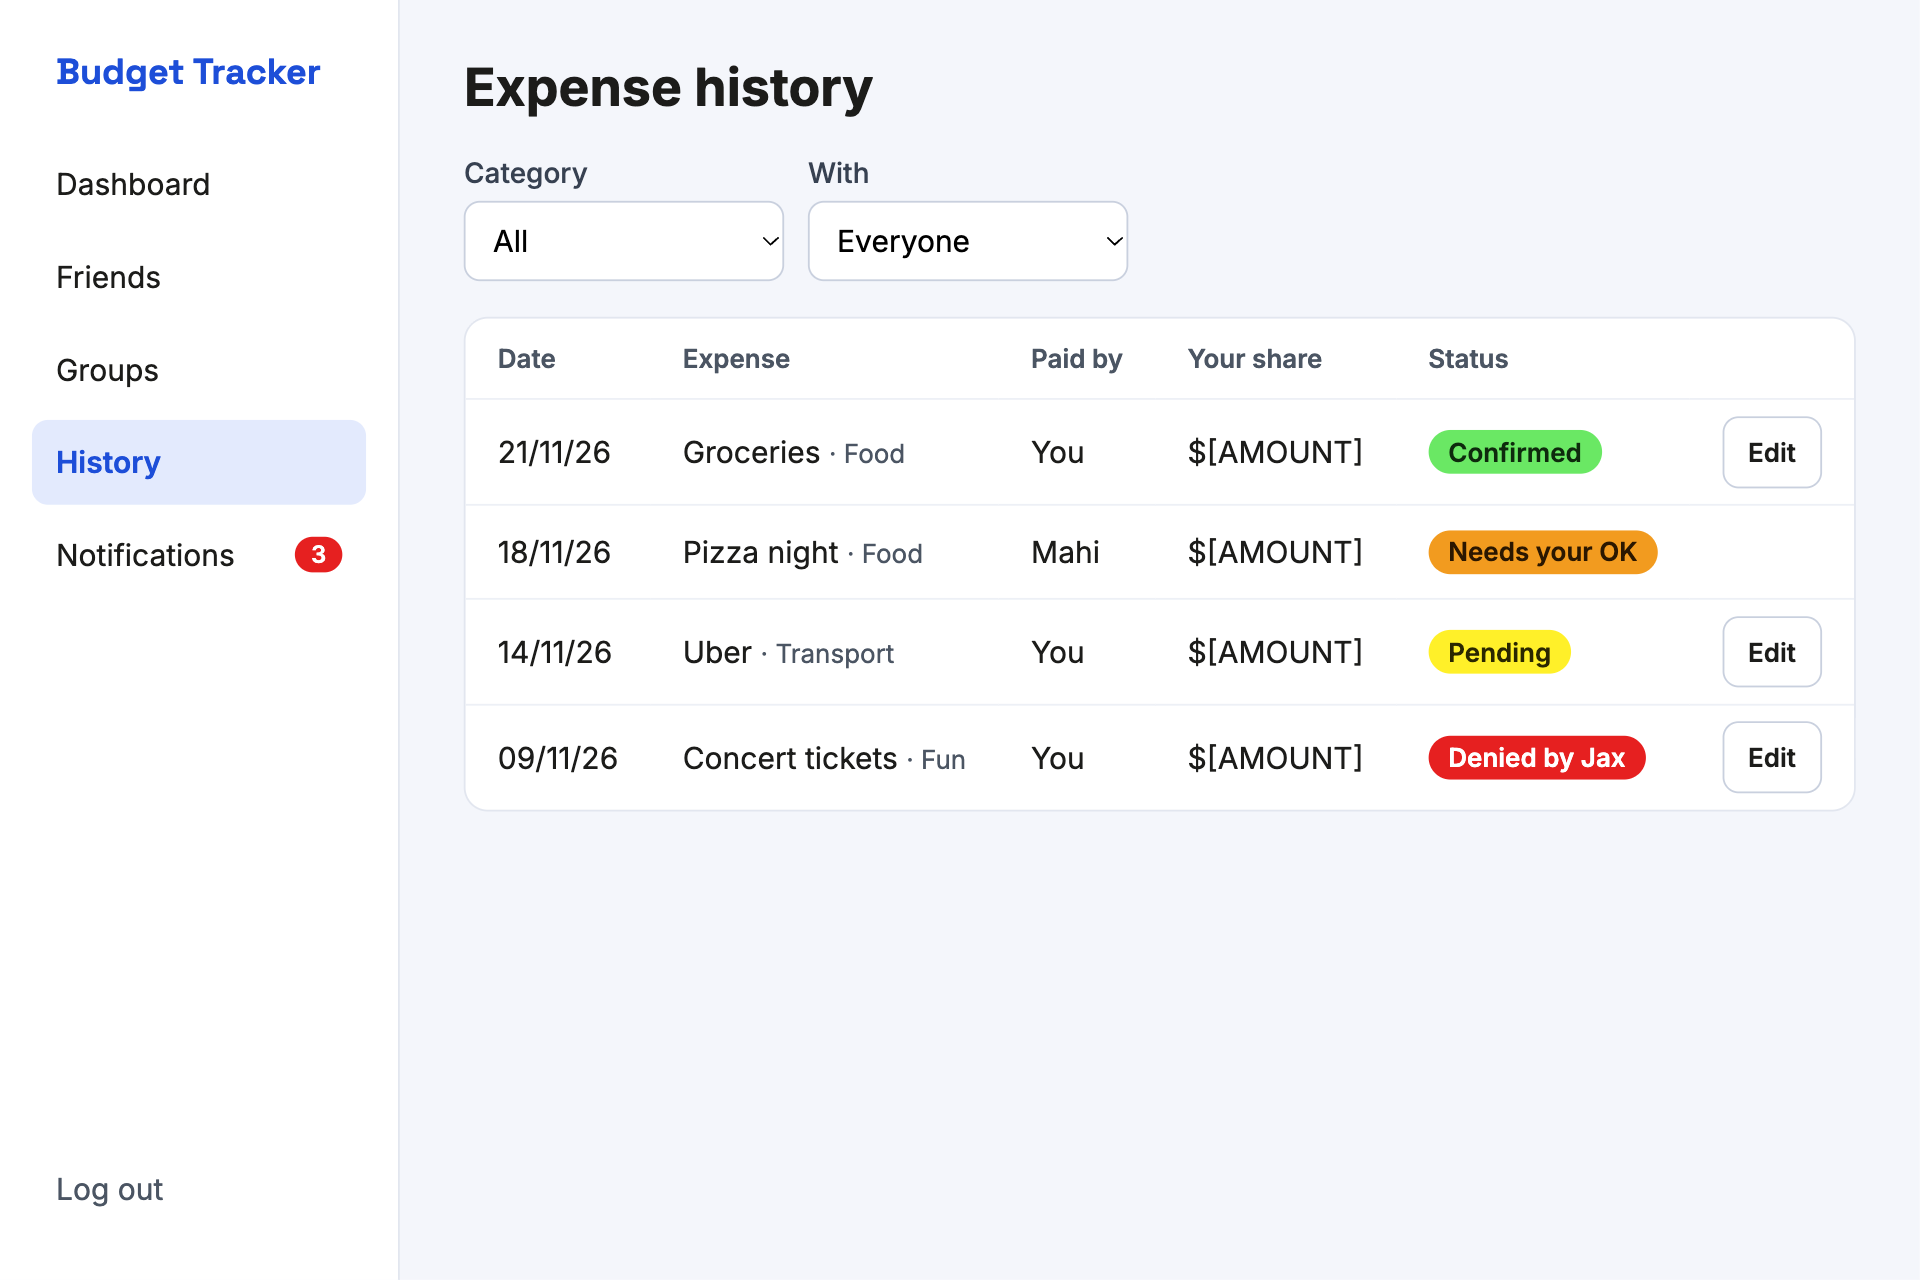 Budget Tracker
Dashboard
Friends
Groups
History
Notifications 3
Log out
Expense history
Category With
All Everyone
Date Expense Paid by Your share Status
21/11/26 Groceries · Food You $[AMOUNT] Confirmed Edit
18/11/26 Pizza night · Food Mahi $[AMOUNT] Needs your OK
14/11/26 Uber · Transport You $[AMOUNT] Pending Edit
09/11/26 Concert tickets · Fun You $[AMOUNT] Denied by Jax Edit